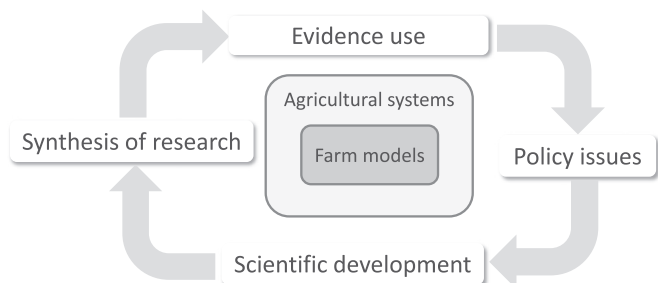 Evidence use
Agricultural systems
Synthesis of research
Farm models
Policy issues
Scientific development